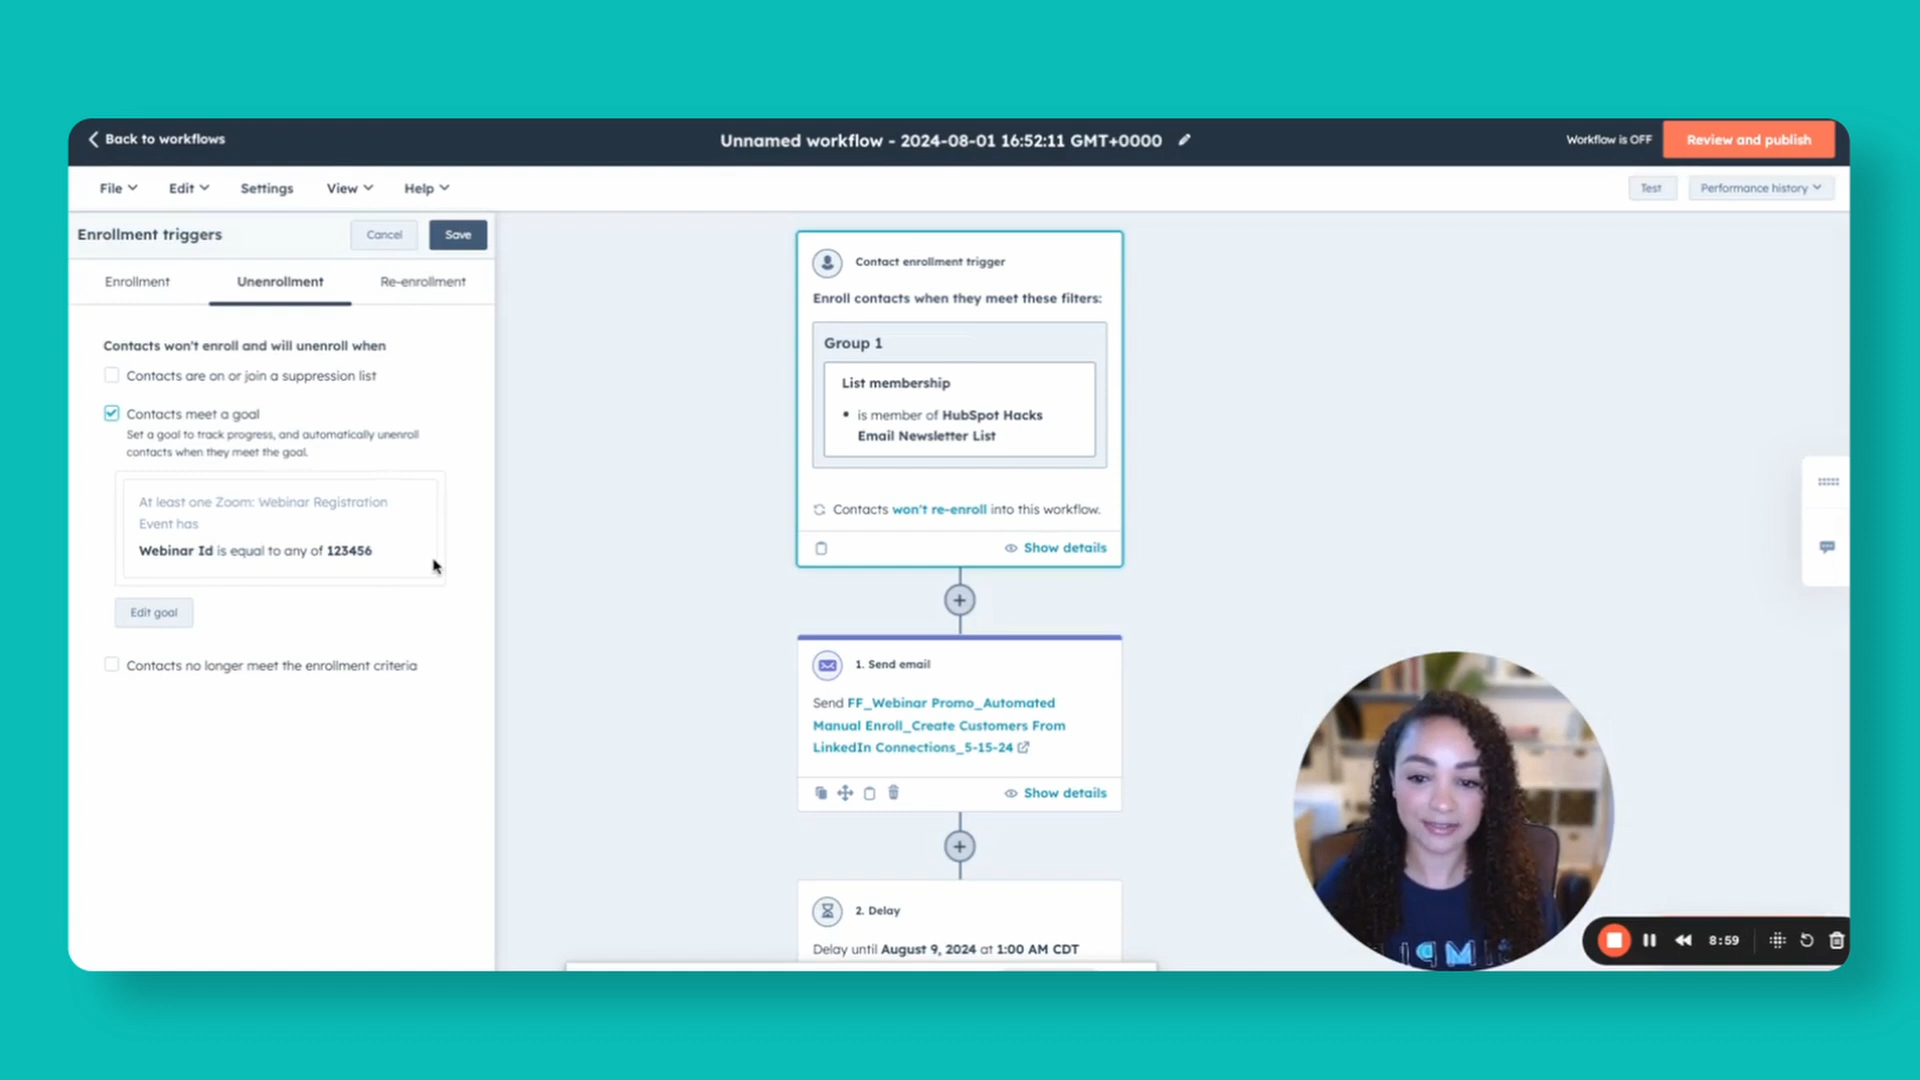 Back to workflows
Unnamed workflow - 2024-08-01 16:52:11 GMT+0000
Workflow is OFF
Review and publish
File
Edit
Settings
View
Help
Test
Performance history
Enrollment triggers
Cancel
Save
Enrollment
Unenrollment
Re-enrollment
Contacts won't enroll and will unenroll when
Contacts are on or join a suppression list
Contacts meet a goal
Set a goal to track progress, and automatically unenroll
contacts when they meet the goal.
At least one Zoom: Webinar Registration
Event has
Webinar Id is equal to any of 123456
Edit goal
Contacts no longer meet the enrollment criteria
Contact enrollment trigger
Enroll contacts when they meet these filters:
Group 1
List membership
• is member of HubSpot Hacks
Email Newsletter List
Contacts won't re-enroll into this workflow.
Show details
1. Send email
Send FF_Webinar Promo_Automated
Manual Enroll_Create Customers From
LinkedIn Connections_5-15-24
Show details
2. Delay
Delay until August 9, 2024 at 1:00 AM CDT
8:59